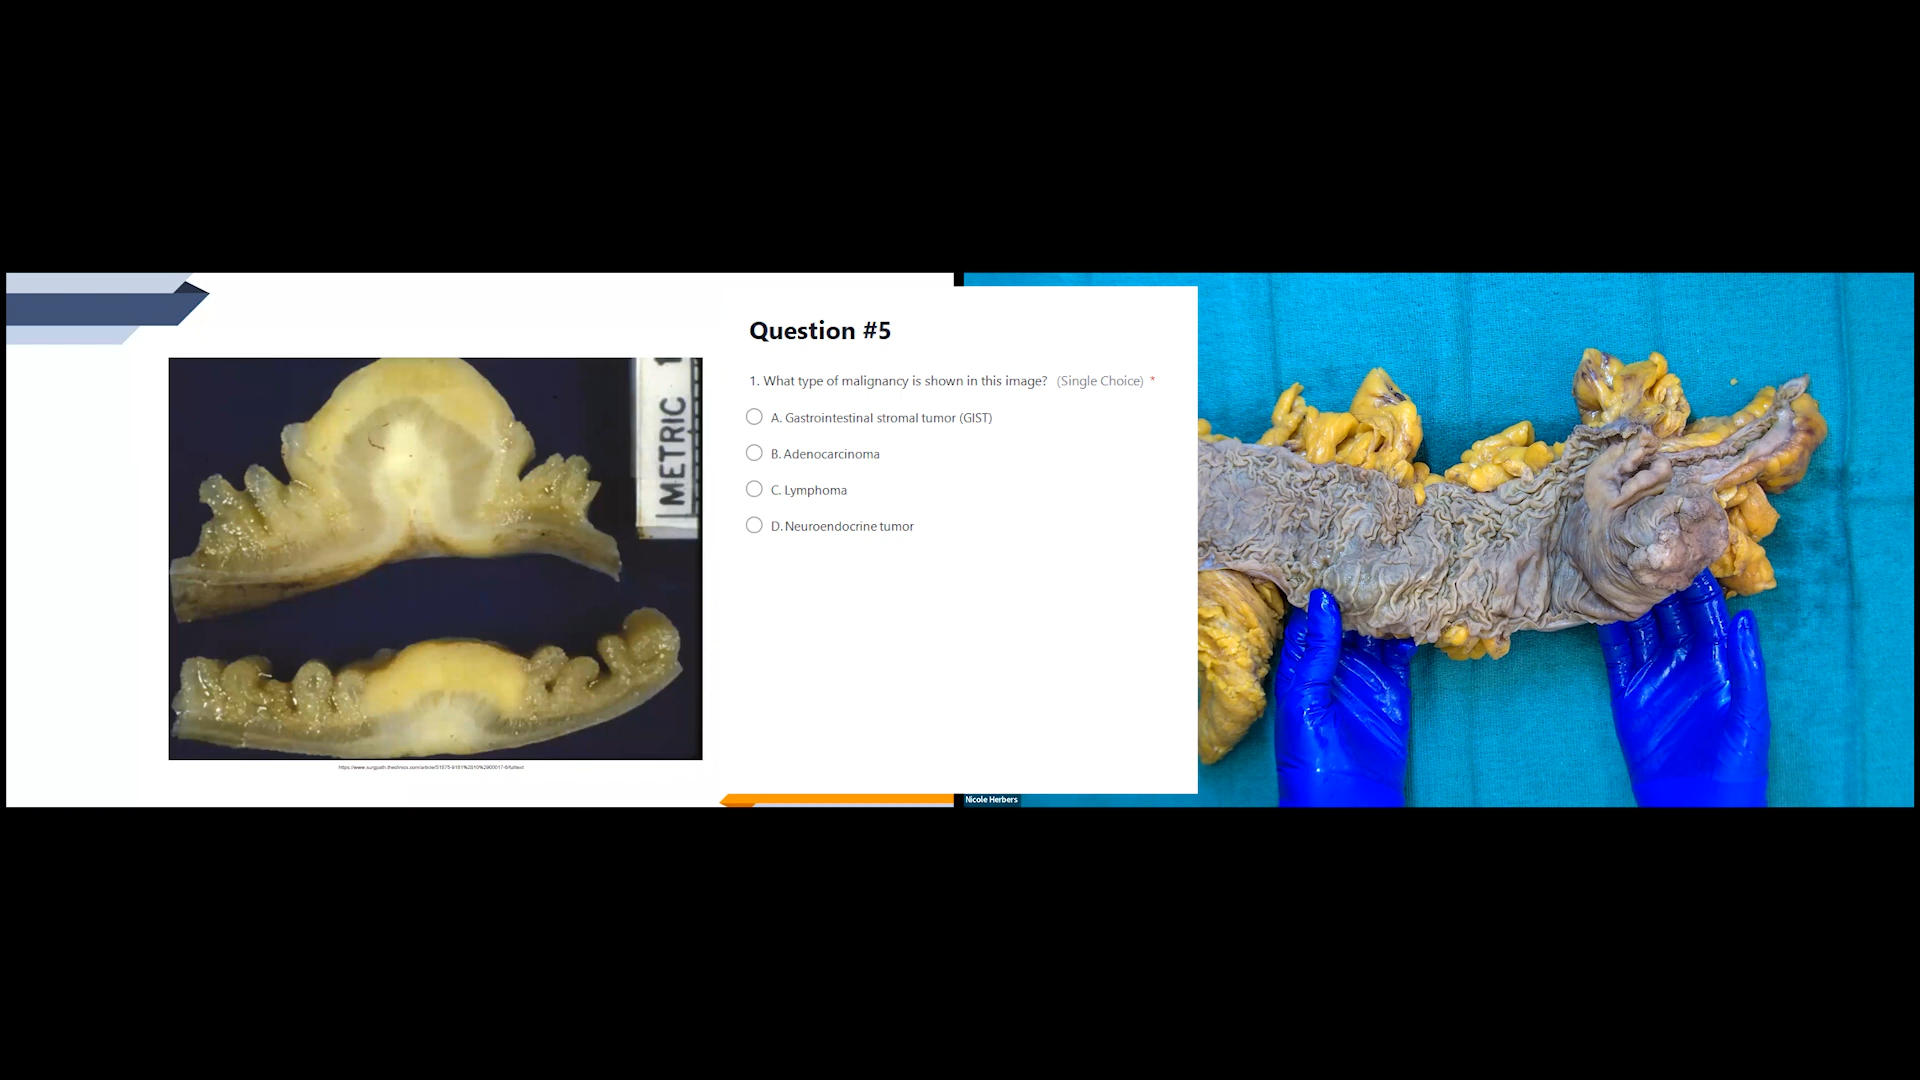 METRIC 1
Question #5
1. What type of malignancy is shown in this image? (Single Choice) *
A. Gastrointestinal stromal tumor (GIST)
B. Adenocarcinoma
C. Lymphoma
D. Neuroendocrine tumor
Nicole Herbers